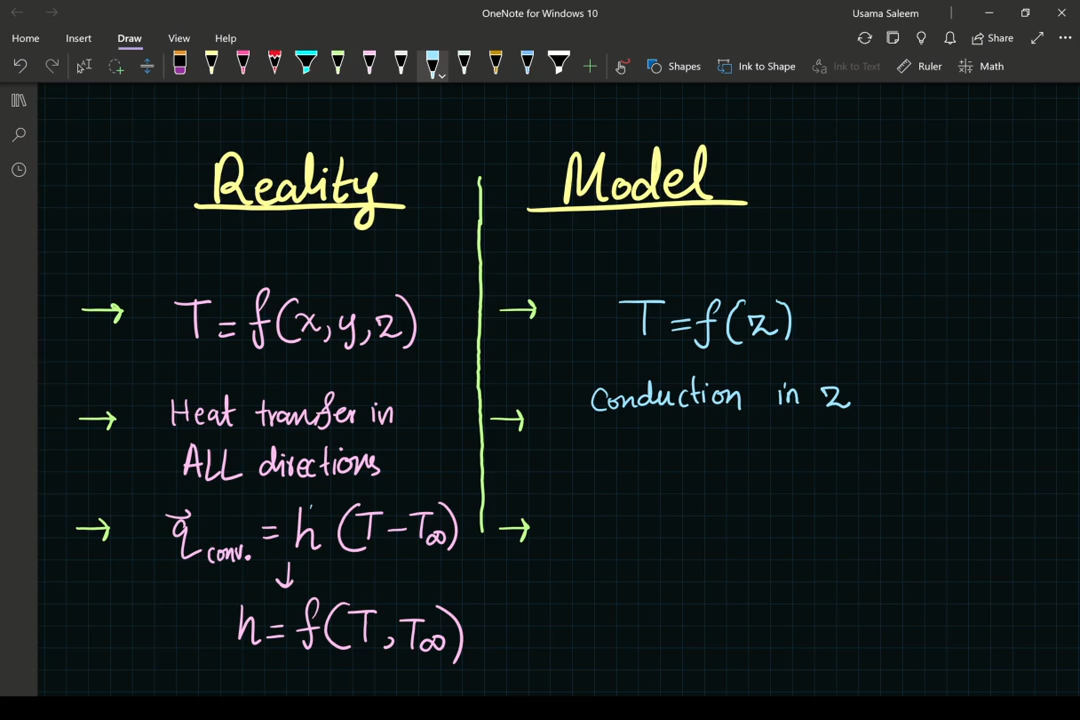 OneNote for Windows 10
Usama Saleem
Home Insert Draw View Help
Share
Shapes Ink to Shape Ink to Text Ruler Math
Reality
Model
→ T = f(x, y, z)
→ T = f(z)
→ Heat transfer in
ALL directions
→ Conduction in z
→ q⃗ conv. = h (T - T∞)
→
↓
h = f(T, T∞)